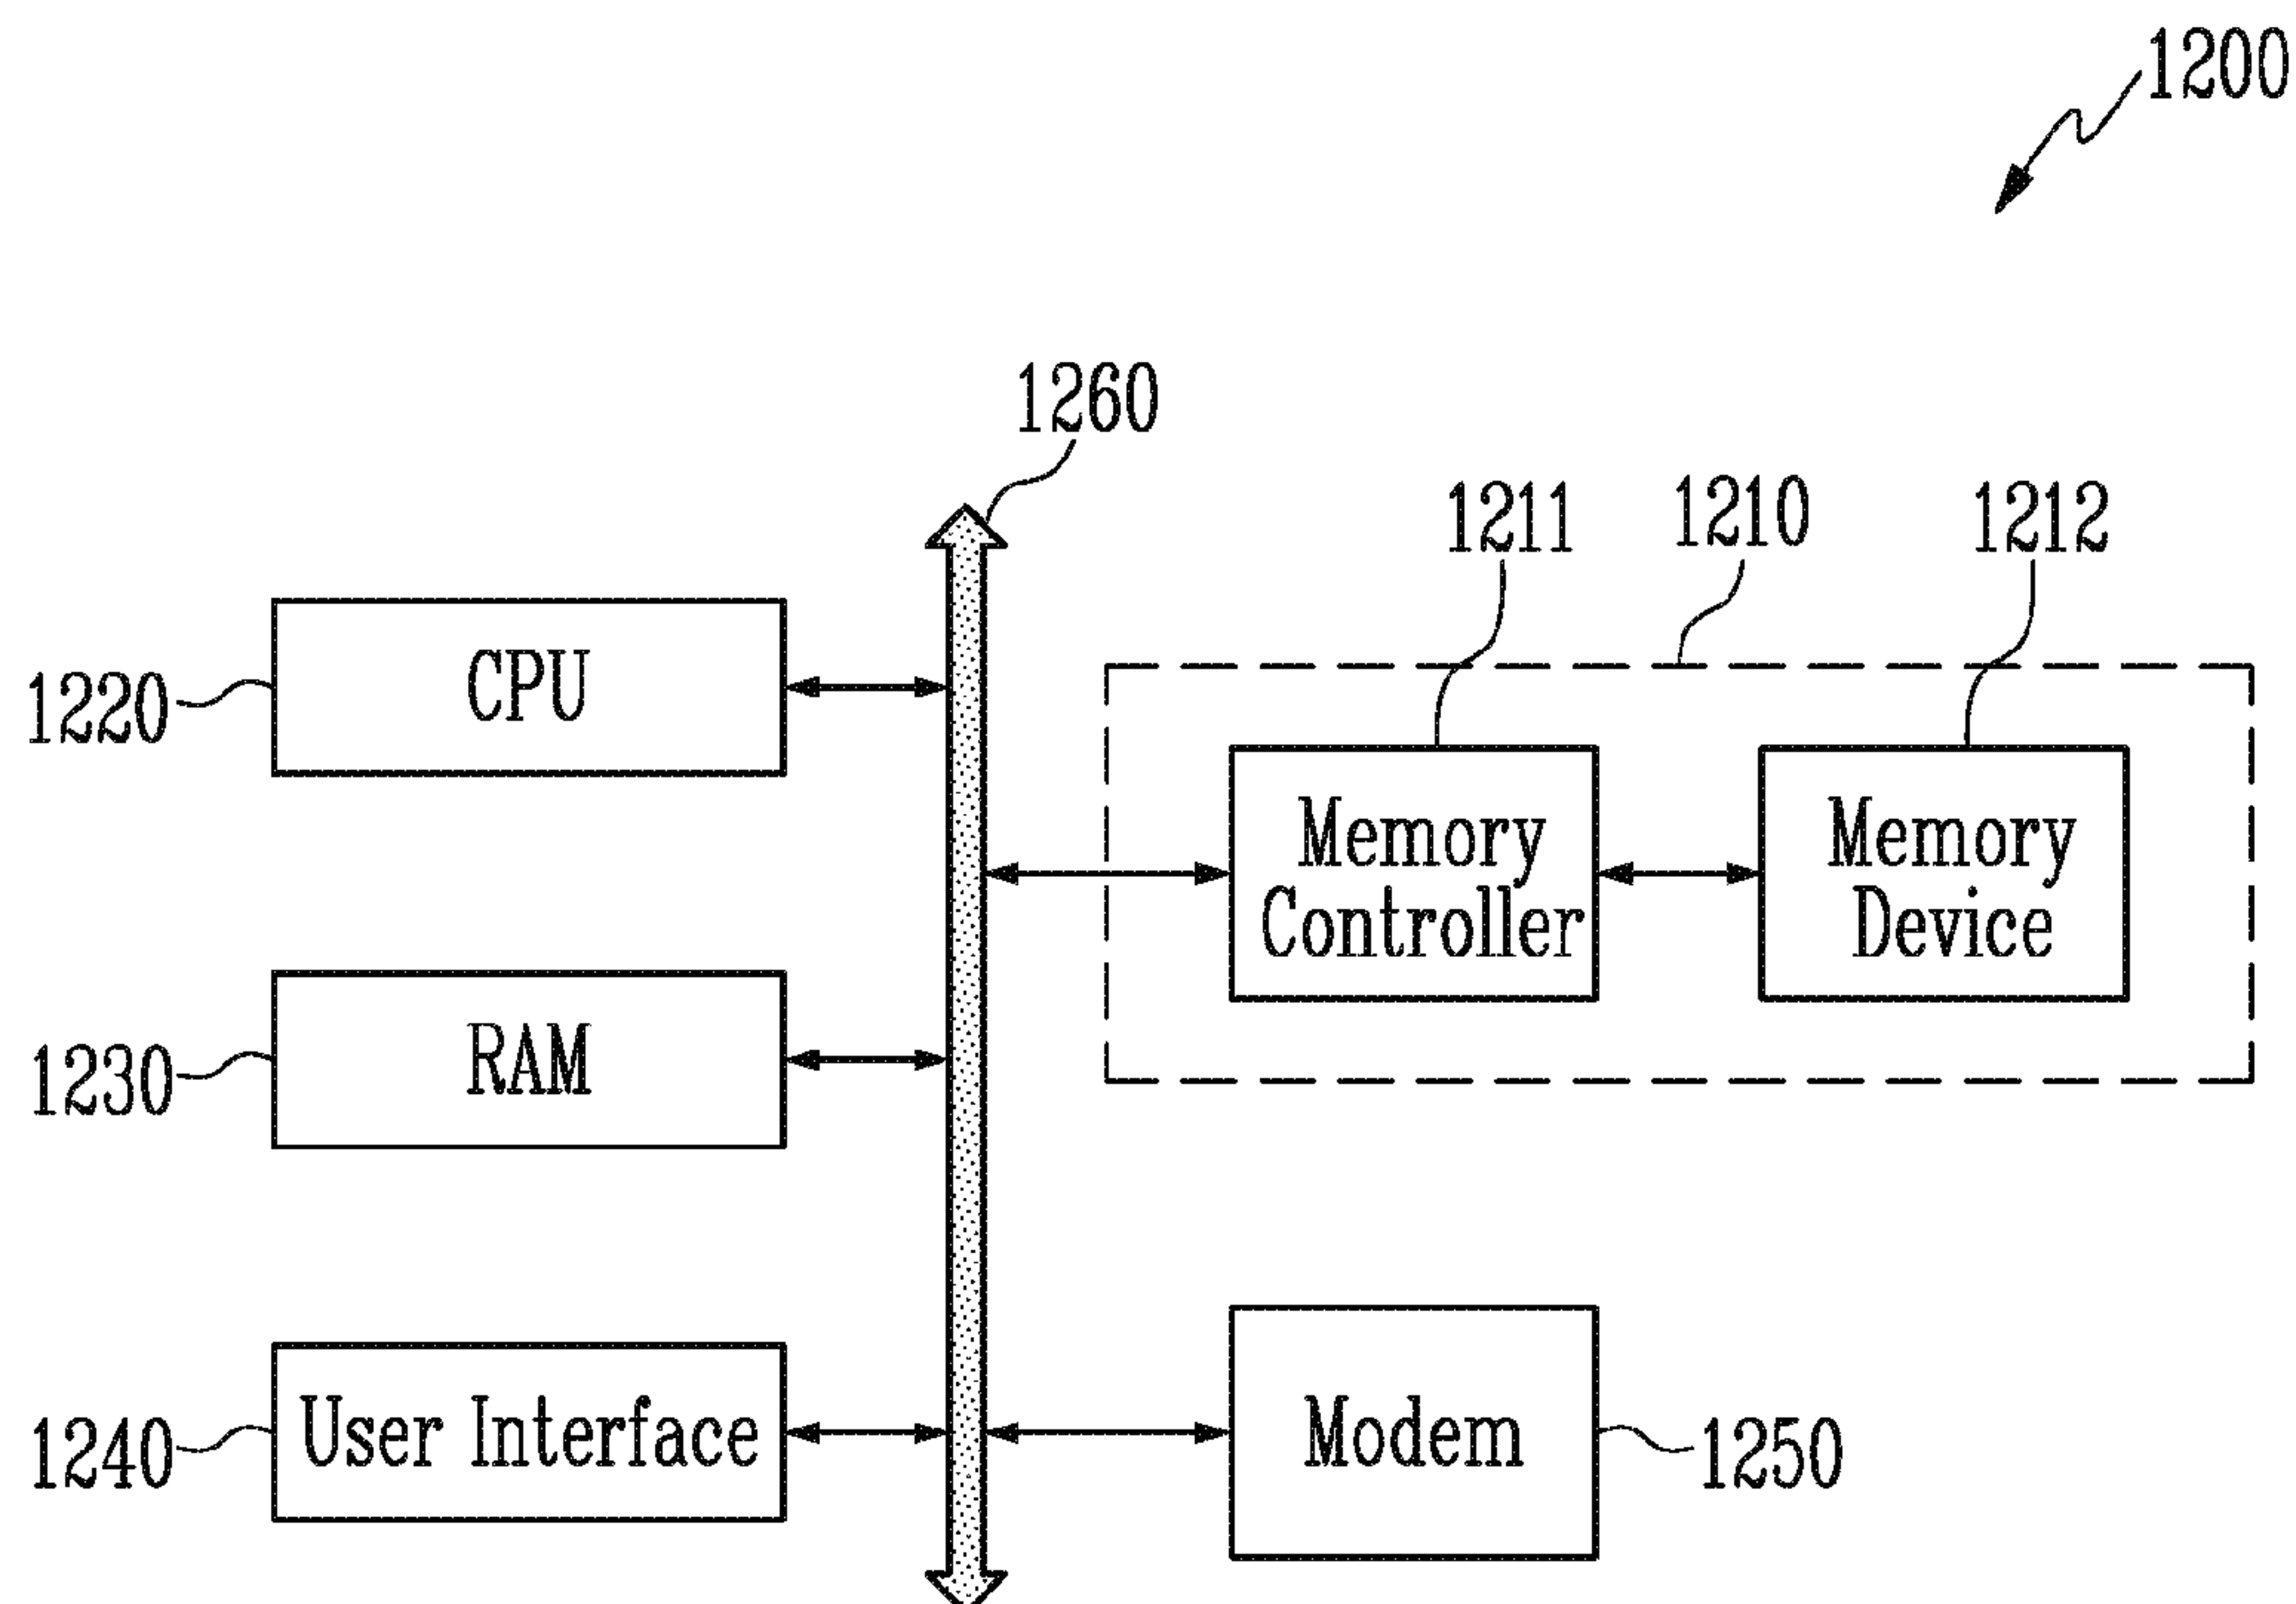 1200
1260
1211
1210
1212
CPU
1220
Memory
Controller
Memory
Device
RAM
1230
User Interface
1240
Modem
1250